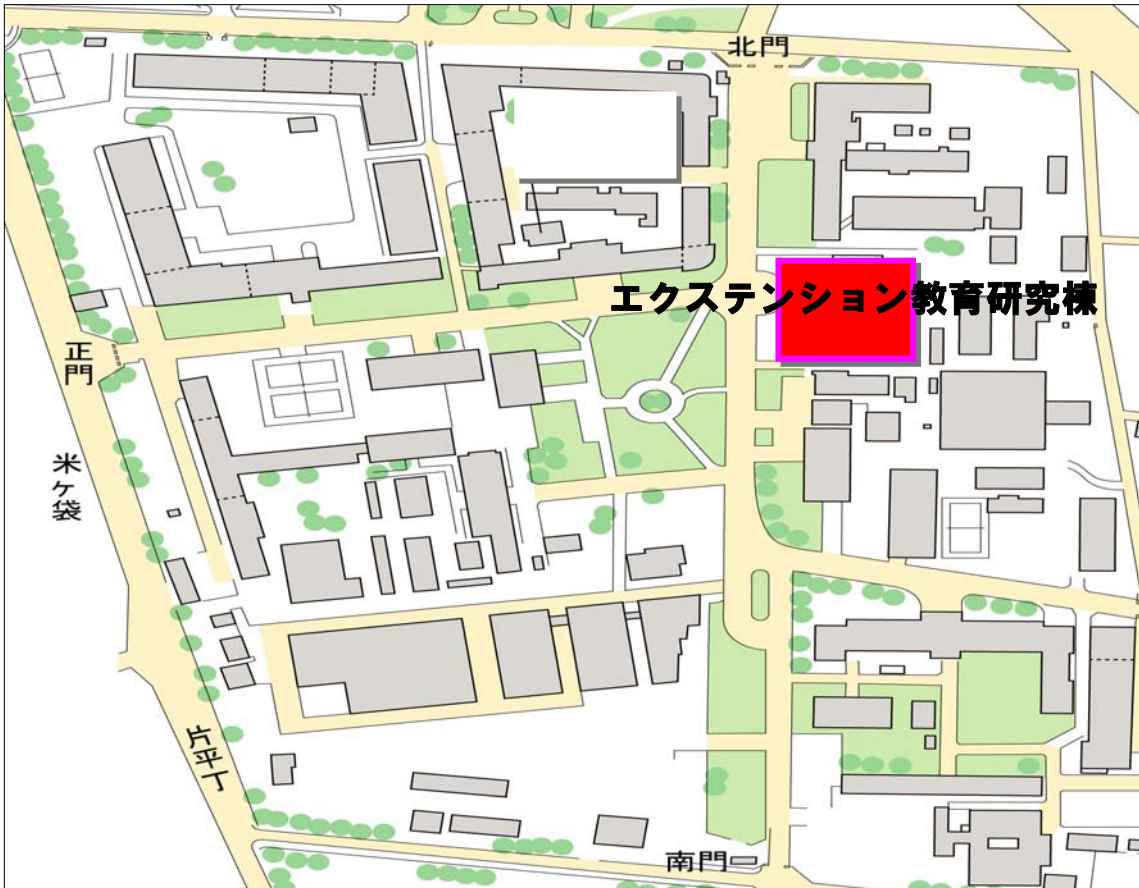 北門
エクステンション教育研究棟
正門
米ケ袋
片平丁
南門